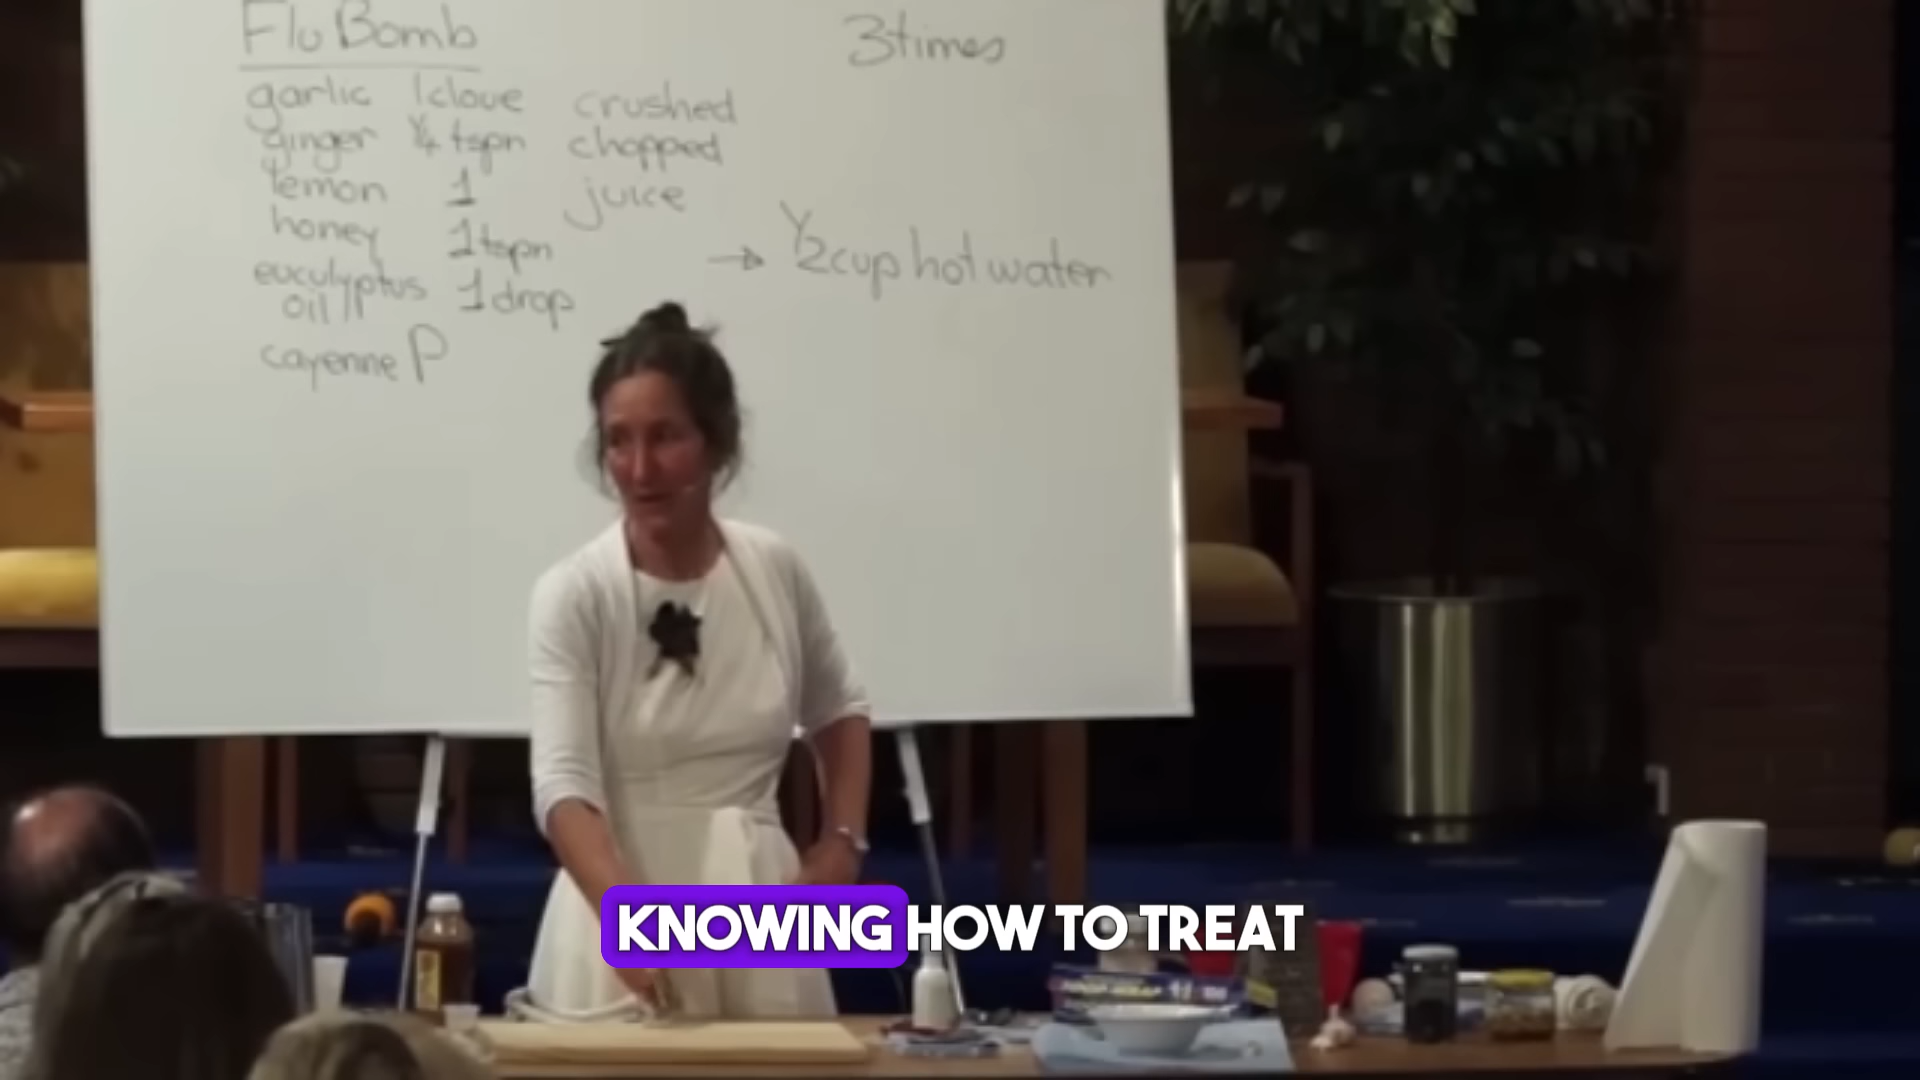 Flu Bomb
3times
garlic 1clove crushed
ginger 1/4 tspn chopped
lemon 1 juice
honey 1tspn
→ 1/2cup hot water
eucalyptus 1drop
oil
cayenne P
KNOWING HOW TO TREAT